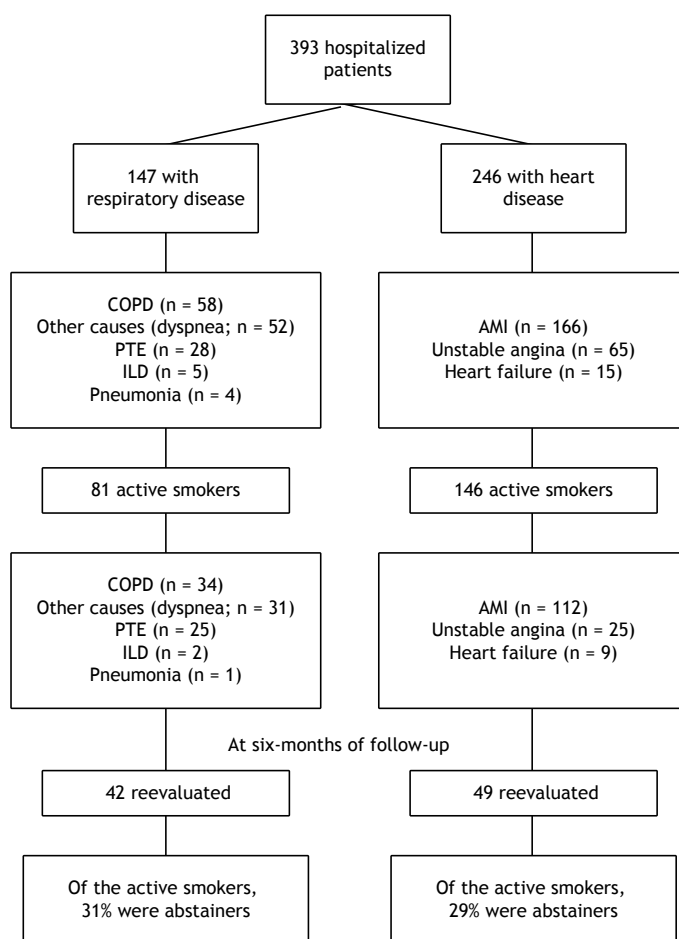 393 hospitalized
patients
147 with
respiratory disease
246 with heart
disease
COPD (n = 58)
Other causes (dyspnea; n = 52)
PTE (n = 28)
ILD (n = 5)
Pneumonia (n = 4)
AMI (n = 166)
Unstable angina (n = 65)
Heart failure (n = 15)
81 active smokers
146 active smokers
COPD (n = 34)
Other causes (dyspnea; n = 31)
PTE (n = 25)
ILD (n = 2)
Pneumonia (n = 1)
AMI (n = 112)
Unstable angina (n = 25)
Heart failure (n = 9)
At six-months of follow-up
42 reevaluated
49 reevaluated
Of the active smokers,
31% were abstainers
Of the active smokers,
29% were abstainers